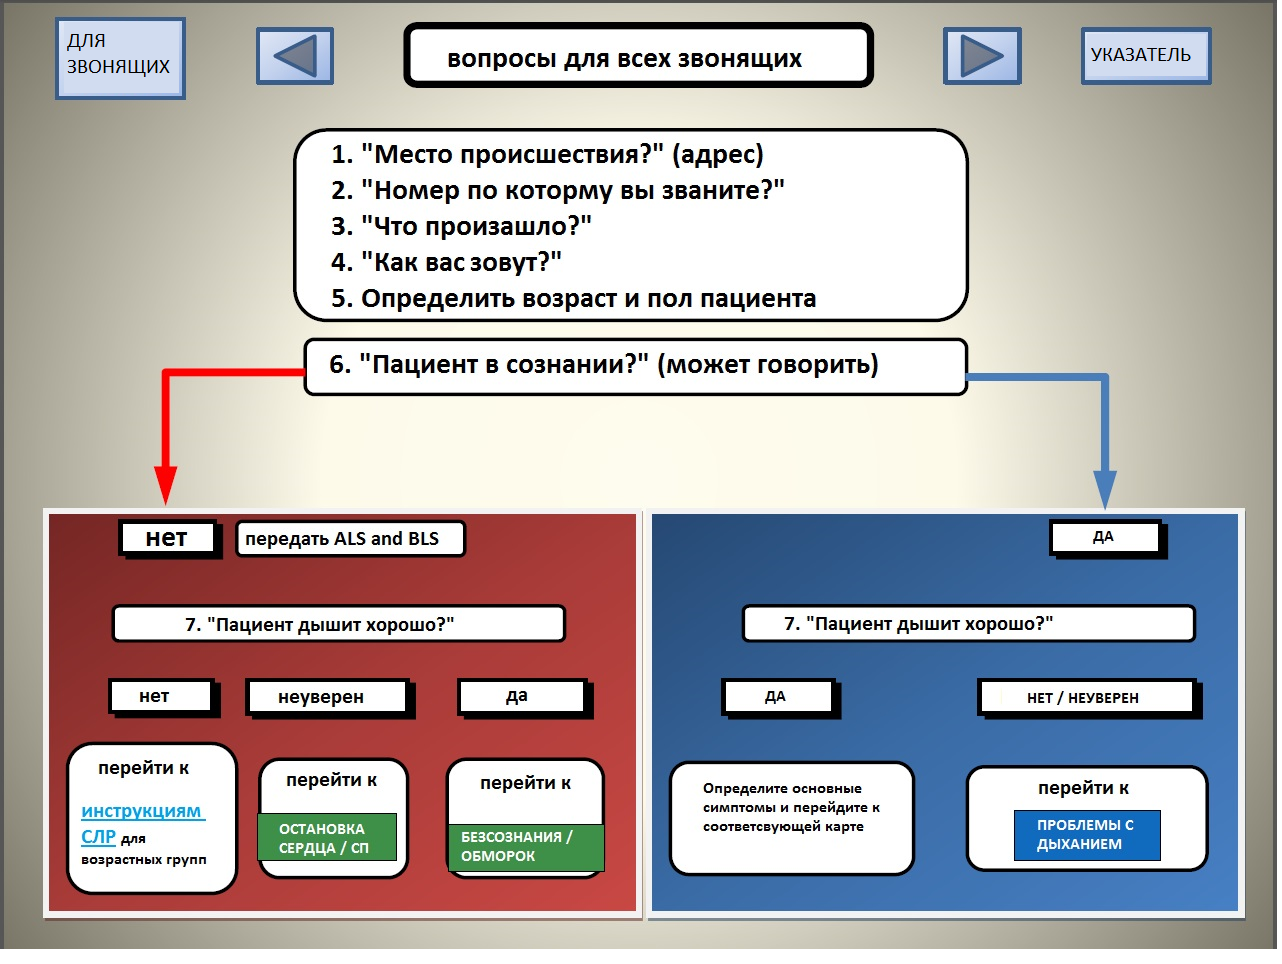 ДЛЯ
ЗВОНЯЩИХ
вопросы для всех звонящих
УКАЗАТЕЛЬ
1. "Место происшествия?" (адрес)
2. "Номер по которму вы званите?"
3. "Что произашло?"
4. "Как вас зовут?"
5. Определить возраст и пол пациента
6. "Пациент в сознании?" (может говорить)
нет
передать ALS and BLS
7. "Пациент дышит хорошо?"
нет
неуверен
да
перейти к
инструкциям
СЛР для
возрастных групп
перейти к
ОСТАНОВКА
СЕРДЦА / СП
перейти к
БЕЗСОЗНАНИЯ /
ОБМОРОК
ДА
7. "Пациент дышит хорошо?"
ДА
НЕТ / НЕУВЕРЕН
Определите основные
симптомы и перейдите к
соответсвующей карте
перейти к
ПРОБЛЕМЫ С
ДЫХАНИЕМ